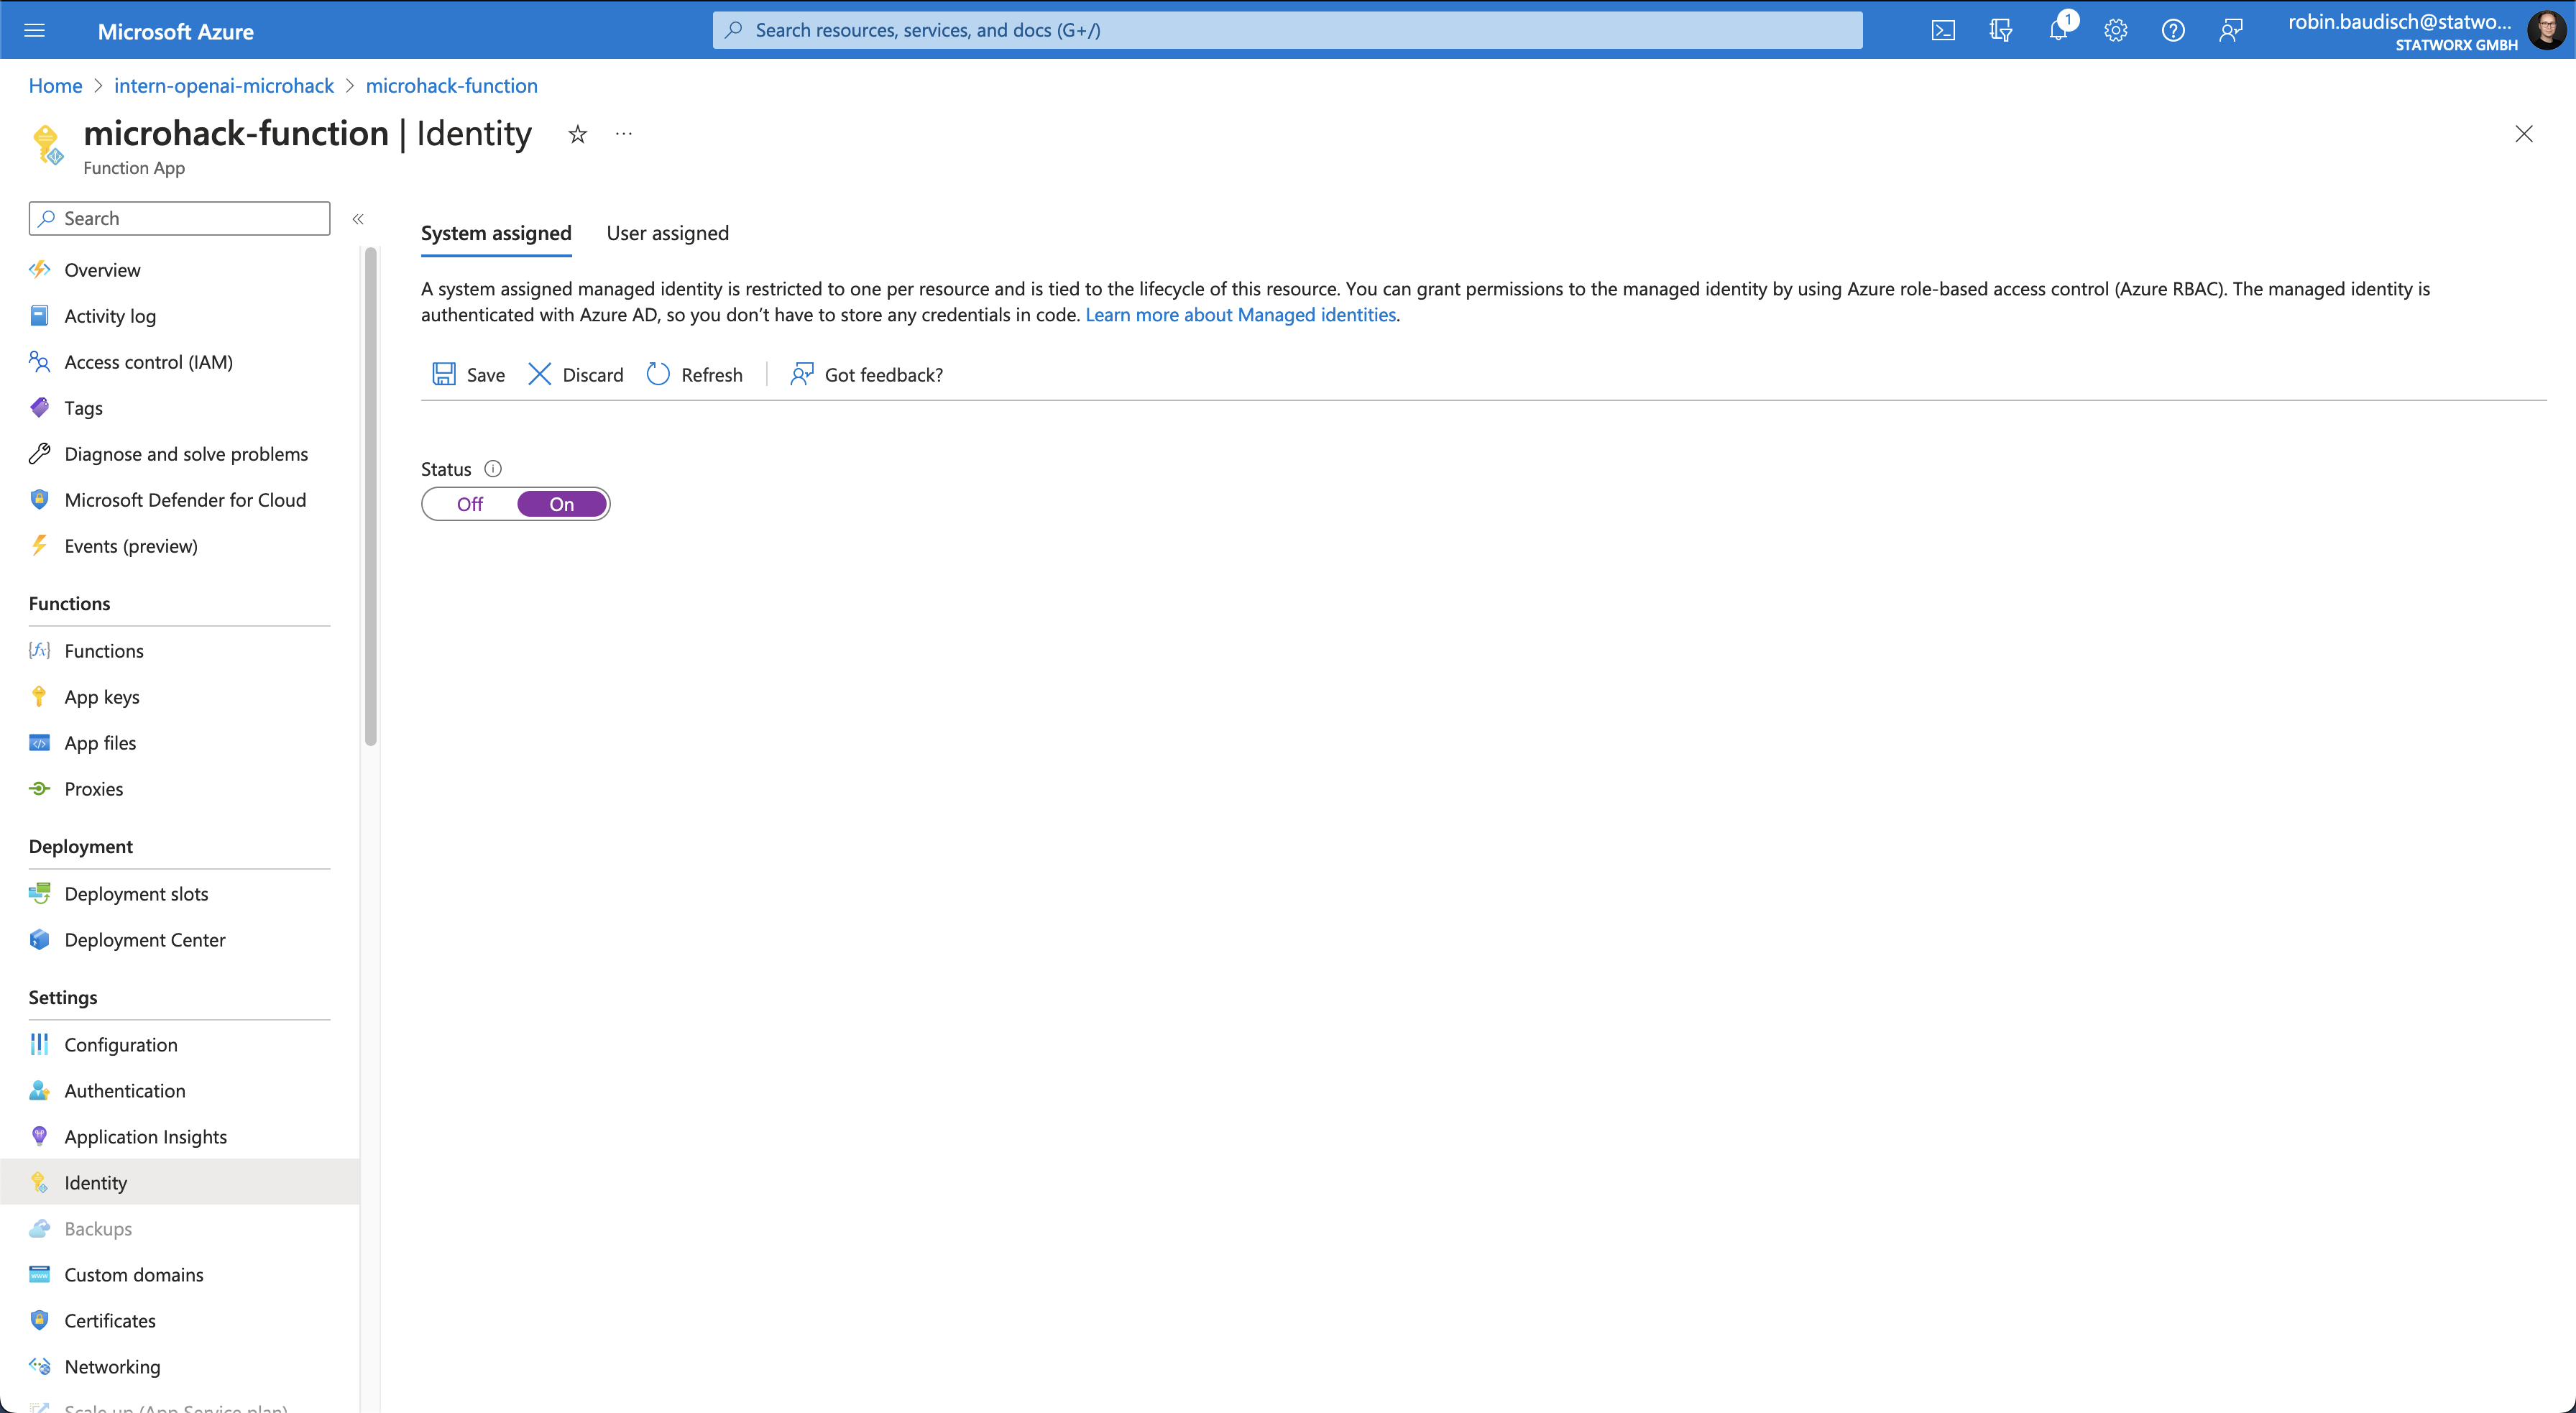 Microsoft Azure
Search resources, services, and docs (G+/)
1
robin.baudisch@statwo...
STATWORX GMBH
Home > intern-openai-microhack > microhack-function
microhack-function | Identity
Function App
Search
Overview
Activity log
Access control (IAM)
Tags
Diagnose and solve problems
Microsoft Defender for Cloud
Events (preview)
Functions
Functions
App keys
App files
Proxies
Deployment
Deployment slots
Deployment Center
Settings
Configuration
Authentication
Application Insights
Identity
Backups
Custom domains
Certificates
Networking
Scale up (App Service plan)
System assigned User assigned
A system assigned managed identity is restricted to one per resource and is tied to the lifecycle of this resource. You can grant permissions to the managed identity by using Azure role-based access control (Azure RBAC). The managed identity is
authenticated with Azure AD, so you don’t have to store any credentials in code. Learn more about Managed identities.
Save Discard Refresh Got feedback?
Status
Off On